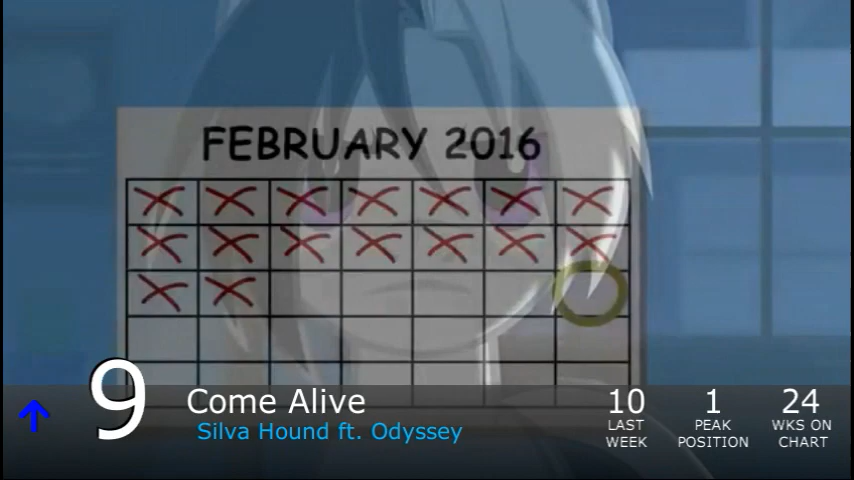 FEBRUARY 2016
9
Come Alive
Silva Hound ft. Odyssey
10
LAST
WEEK
1
PEAK
POSITION
24
WKS ON
CHART